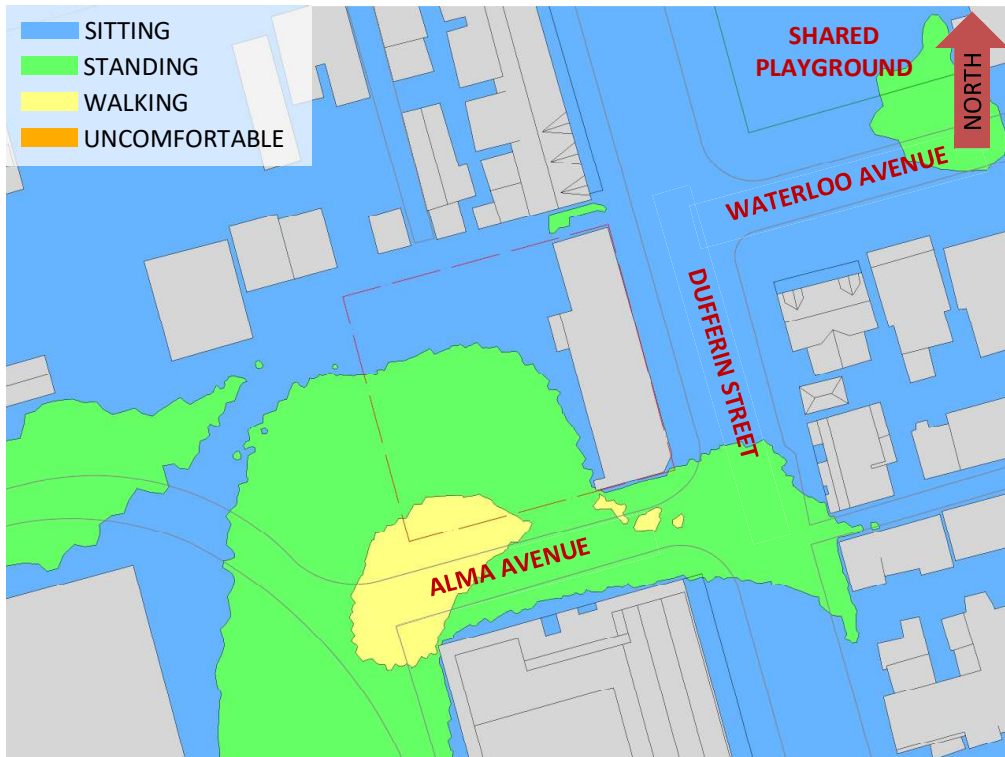 SITTING
STANDING
WALKING
UNCOMFORTABLE
SHARED
PLAYGROUND
NORTH
WATERLOO AVENUE
DUFFERIN STREET
ALMA AVENUE